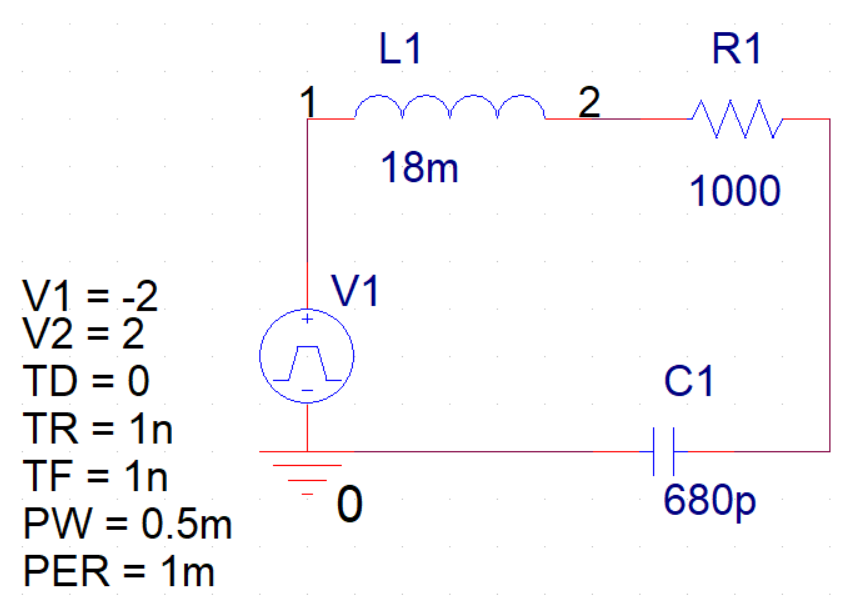 L1
R1
1
2
18m
1000
V1
V1 = -2
V2 = 2
TD = 0
TR = 1n
TF = 1n
PW = 0.5m
PER = 1m
+
-
C1
680p
0